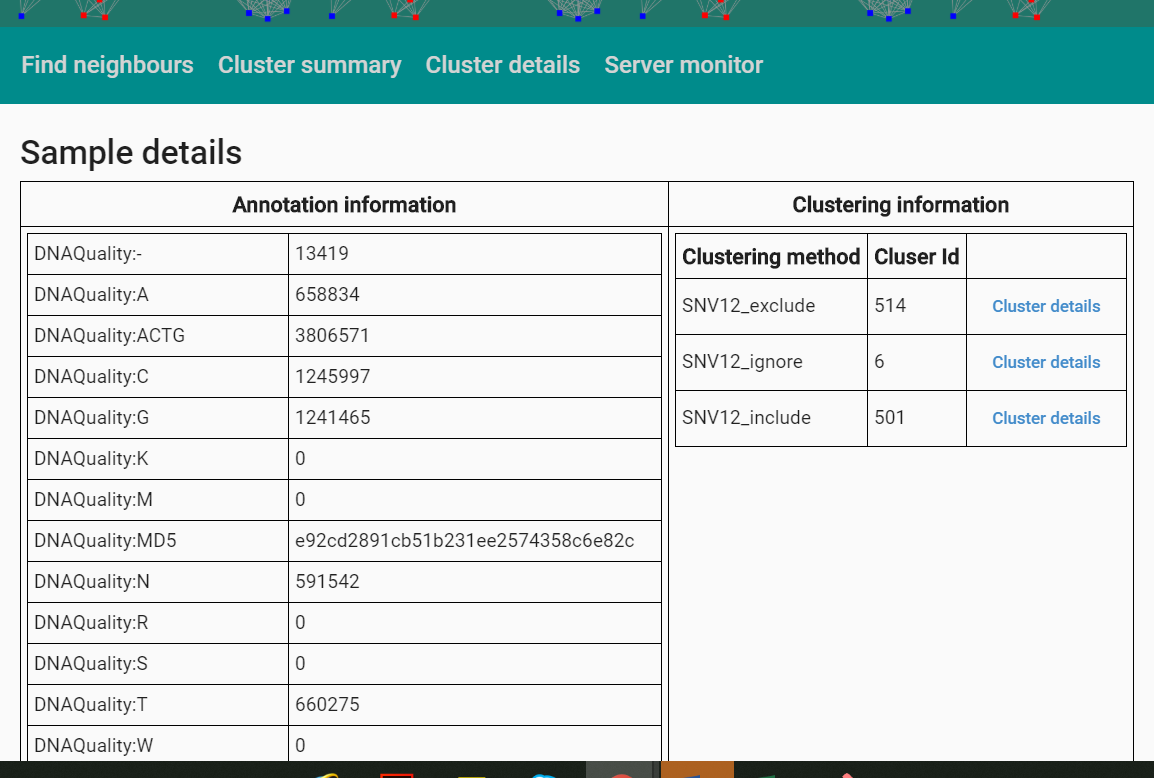 Find neighbours Cluster summary Cluster details Server monitor
Sample details
Annotation information Clustering information
DNAQuality:- 13419
DNAQuality:A 658834
DNAQuality:ACTG 3806571
DNAQuality:C 1245997
DNAQuality:G 1241465
DNAQuality:K 0
DNAQuality:M 0
DNAQuality:MD5 e92cd2891cb51b231ee2574358c6e82c
DNAQuality:N 591542
DNAQuality:R 0
DNAQuality:S 0
DNAQuality:T 660275
DNAQuality:W 0
Clustering method Cluser Id
SNV12_exclude 514 Cluster details
SNV12_ignore 6 Cluster details
SNV12_include 501 Cluster details